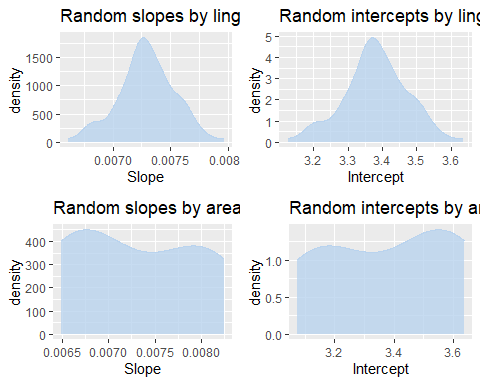 Random slopes by ling
density
1500
1000
500
0
0.0070
0.0075
0.008
Slope
Random intercepts by ling
density
5
4
3
2
1
0
3.2
3.3
3.4
3.5
3.6
Intercept
Random slopes by area
density
400
300
200
100
0
0.0065
0.0070
0.0075
0.0080
Slope
Random intercepts by ar
density
1.0
0.5
0.0
3.2
3.4
3.6
Intercept